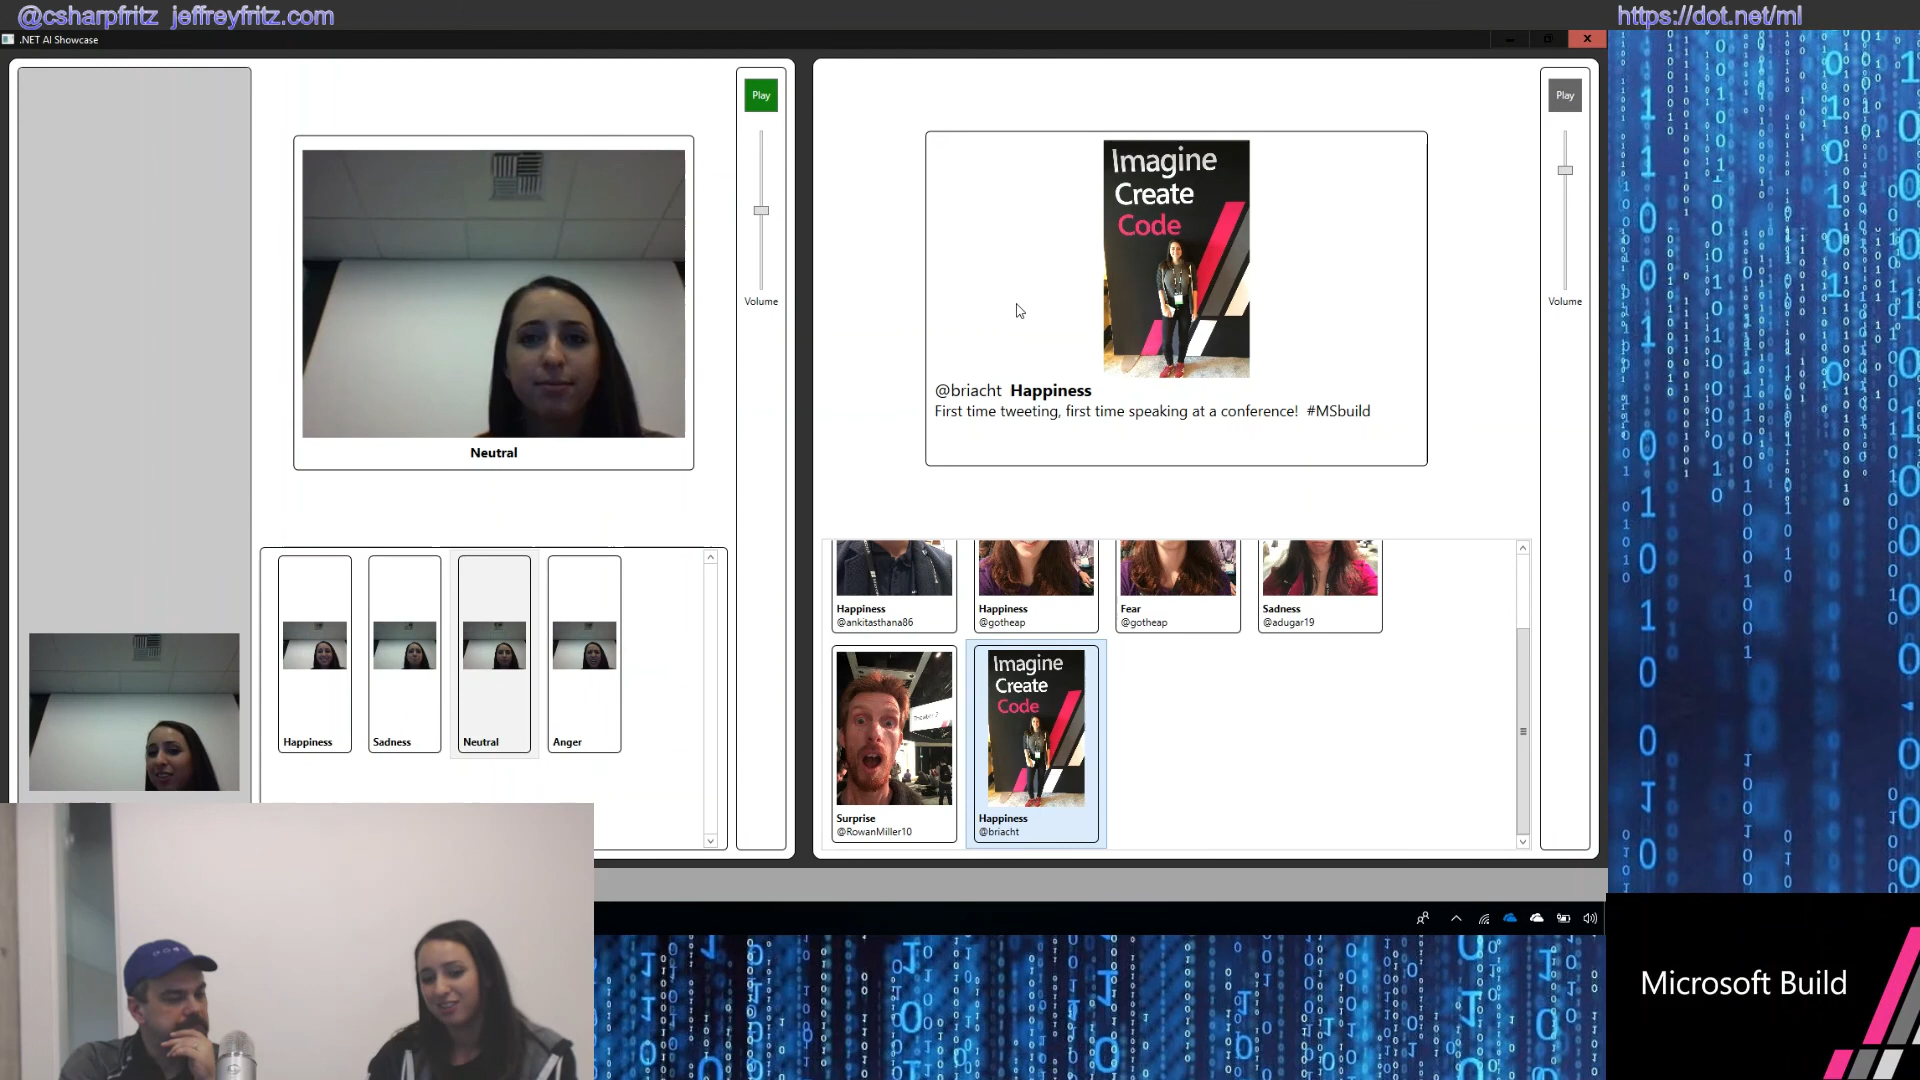 @csharpfritz jeffreyfritz.com
https://dot.net/ml
.NET AI Showcase
Play
Volume
Neutral
Happiness
Sadness
Neutral
Anger
Play
Volume
Imagine
Create
Code
@briacht Happiness
First time tweeting, first time speaking at a conference! #MSbuild
Happiness
@ankitasthana86
Happiness
@gotheap
Fear
@gotheap
Sadness
@adugar19
Surprise
@RowanMiller10
Imagine
Create
Code
Happiness
@briacht
Microsoft Build